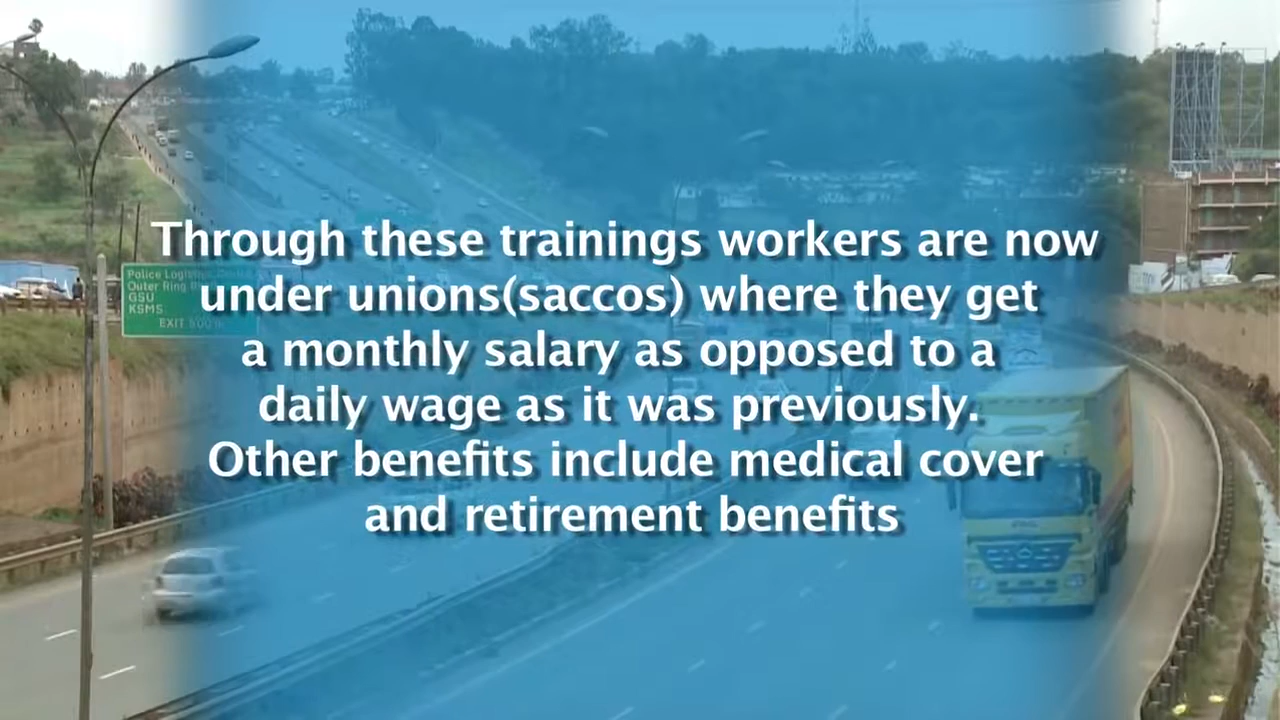 Through these trainings workers are now
under unions(saccos) where they get
a monthly salary as opposed to a
daily wage as it was previously.
Other benefits include medical cover
and retirement benefits
Police Logistics
Outer Ring
GSU
KSMS
EXIT